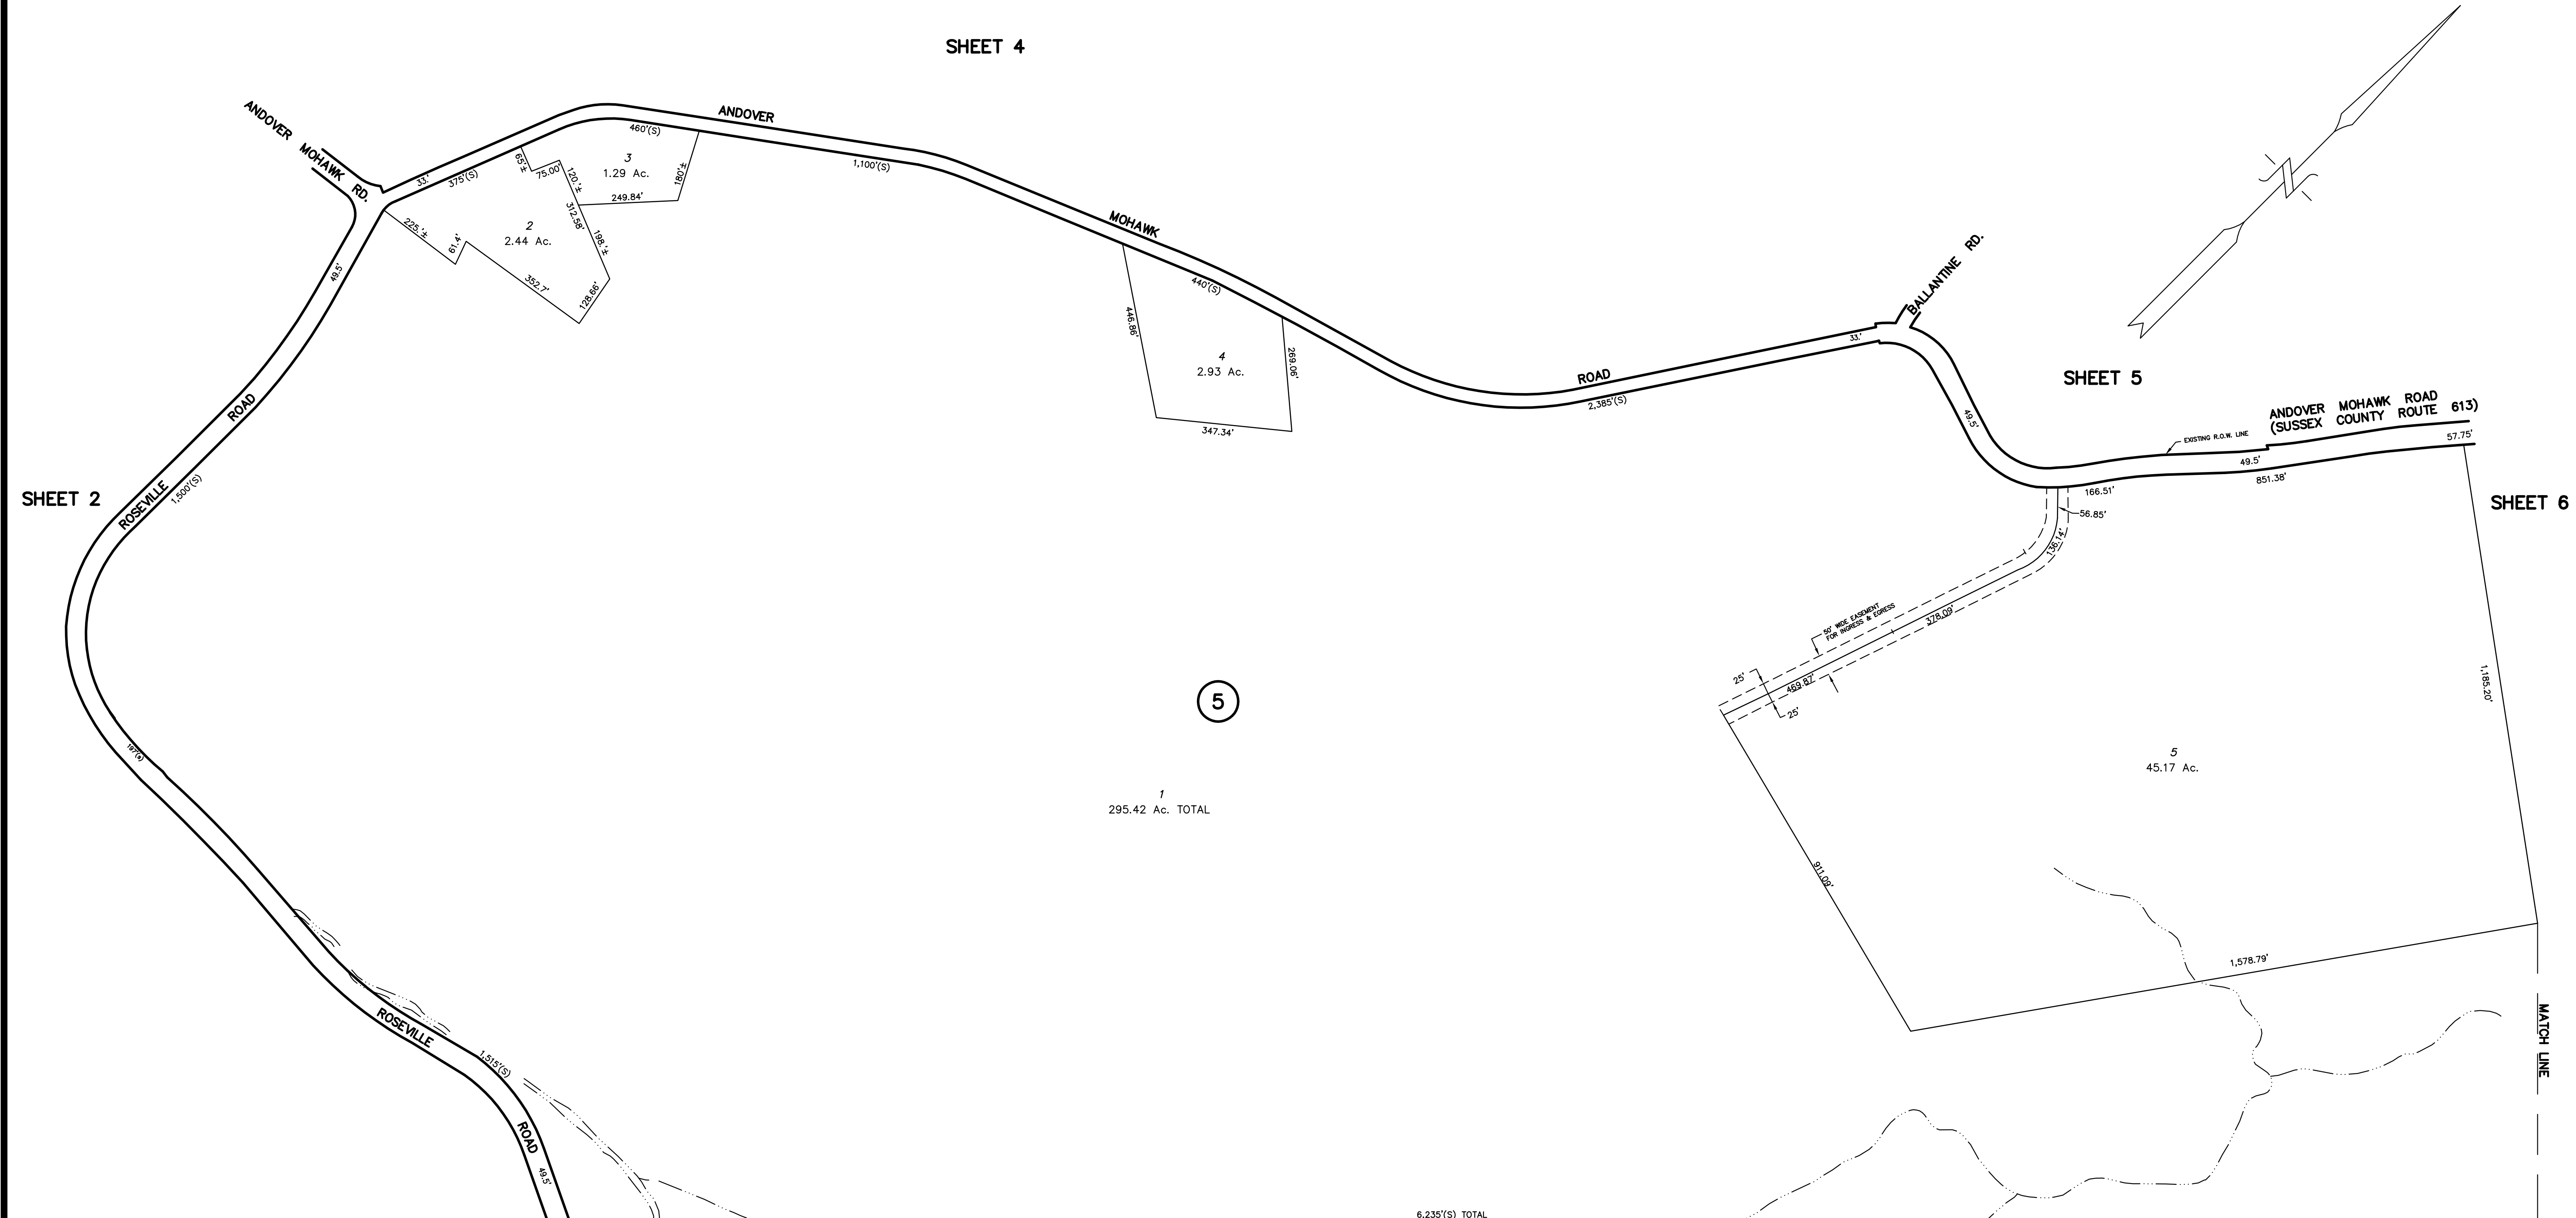 SHEET 4
ANDOVER MOHAWK RD.
ANDOVER
33.'
375'(S)
460'(S)
65'±
75.00'
120.'±
3
1.29 Ac.
180'±
249.84'
312.58'
198.'±
2
2.44 Ac.
225.'±
61.4'
352.7'
128.66'
1,100'(S)
MOHAWK
440'(S)
446.86'
4
2.93 Ac.
269.06'
347.34'
ROAD
2,385'(S)
33.'
BALLANTINE RD.
N
SHEET 5
49.5'
ANDOVER MOHAWK ROAD
(SUSSEX COUNTY ROUTE 613)
EXISTING R.O.W. LINE
57.75'
49.5'
851.38'
166.51'
56.85'
136.14'
SHEET 6
49.5'
ROAD
ROSEVILLE
1,500'(S)
SHEET 2
197'(s)
50' WIDE EASEMENT
FOR INGRESS & EGRESS
378.09'
25'
469.87'
25'
5
1
295.42 Ac. TOTAL
1,185.20'
5
45.17 Ac.
911.09'
1,578.79'
MATCH LINE
ROSEVILLE
1,515'(S)
ROAD
49.5'
6,235'(S) TOTAL